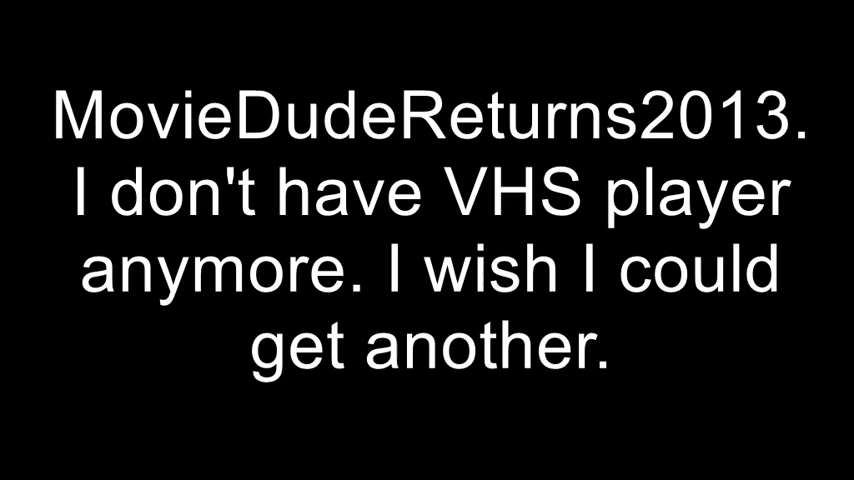 MovieDudeReturns2013.
I don't have VHS player
anymore. I wish I could
get another.